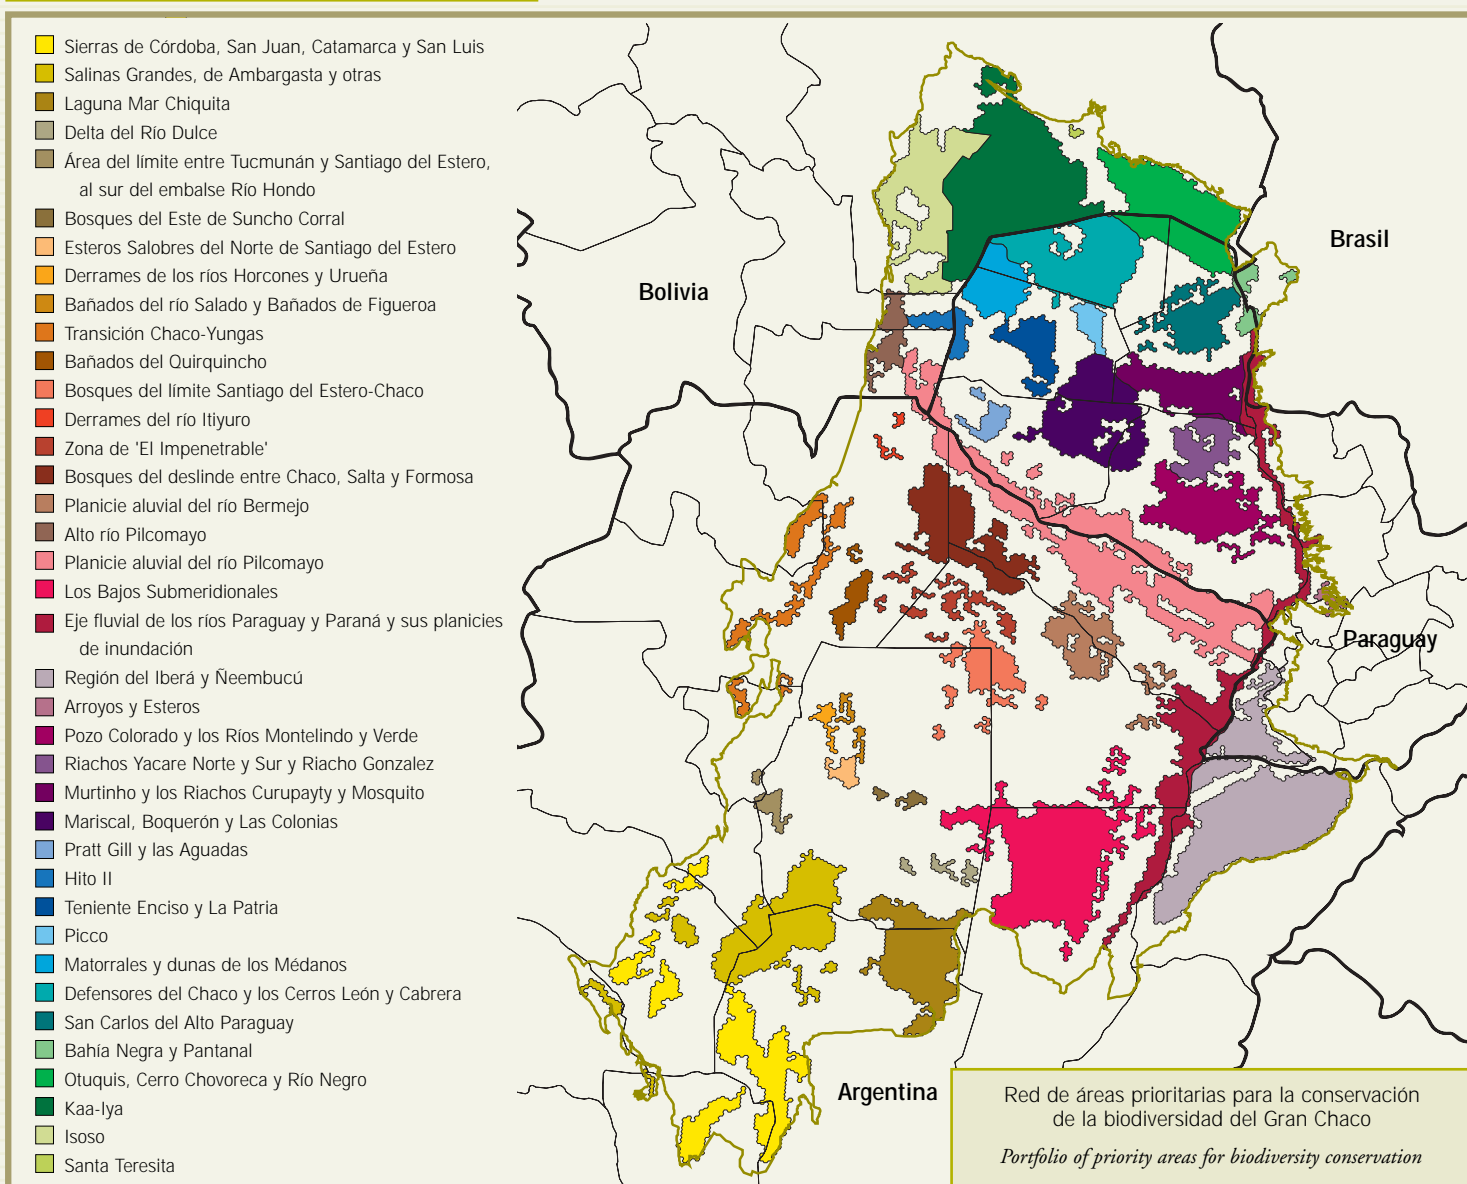 Sierras de Córdoba, San Juan, Catamarca y San Luis
Salinas Grandes, de Ambargasta y otras
Laguna Mar Chiquita
Delta del Río Dulce
Área del límite entre Tucmunán y Santiago del Estero,
al sur del embalse Río Hondo
Bosques del Este de Suncho Corral
Esteros Salobres del Norte de Santiago del Estero
Derrames de los ríos Horcones y Urueña
Bañados del río Salado y Bañados de Figueroa
Transición Chaco-Yungas
Bañados del Quirquincho
Bosques del límite Santiago del Estero-Chaco
Derrames del río Itiyuro
Zona de 'El Impenetrable'
Bosques del deslinde entre Chaco, Salta y Formosa
Planicie aluvial del río Bermejo
Alto río Pilcomayo
Planicie aluvial del río Pilcomayo
Los Bajos Submeridionales
Eje fluvial de los ríos Paraguay y Paraná y sus planicies
de inundación
Región del Iberá y Ñeembucú
Arroyos y Esteros
Pozo Colorado y los Ríos Montelindo y Verde
Riachos Yacare Norte y Sur y Riacho Gonzalez
Murtinho y los Riachos Curupayty y Mosquito
Mariscal, Boquerón y Las Colonias
Pratt Gill y las Aguadas
Hito II
Teniente Enciso y La Patria
Picco
Matorrales y dunas de los Médanos
Defensores del Chaco y los Cerros León y Cabrera
San Carlos del Alto Paraguay
Bahía Negra y Pantanal
Otuquis, Cerro Chovoreca y Río Negro
Kaa-Iya
Isoso
Santa Teresita
Brasil
Bolivia
Paraguay
Argentina
Red de áreas prioritarias para la conservación
de la biodiversidad del Gran Chaco
Portfolio of priority areas for biodiversity conservation